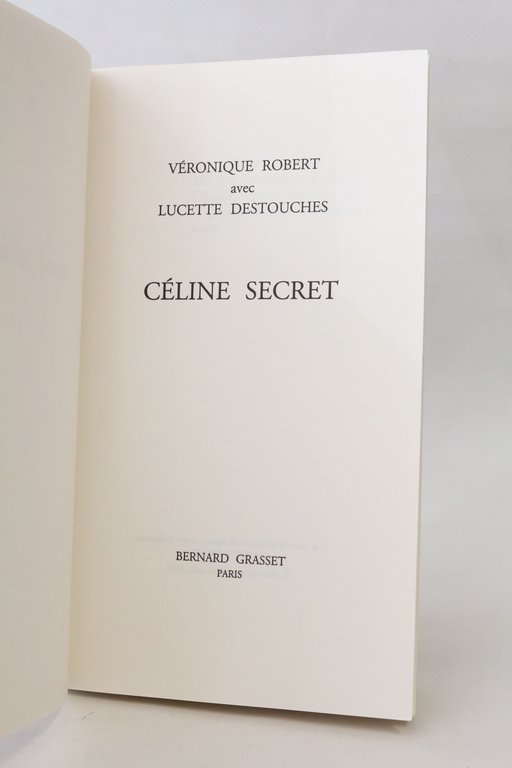 VÉRONIQUE ROBERT
avec
LUCETTE DESTOUCHES
CÉLINE SECRET
BERNARD GRASSET
PARIS